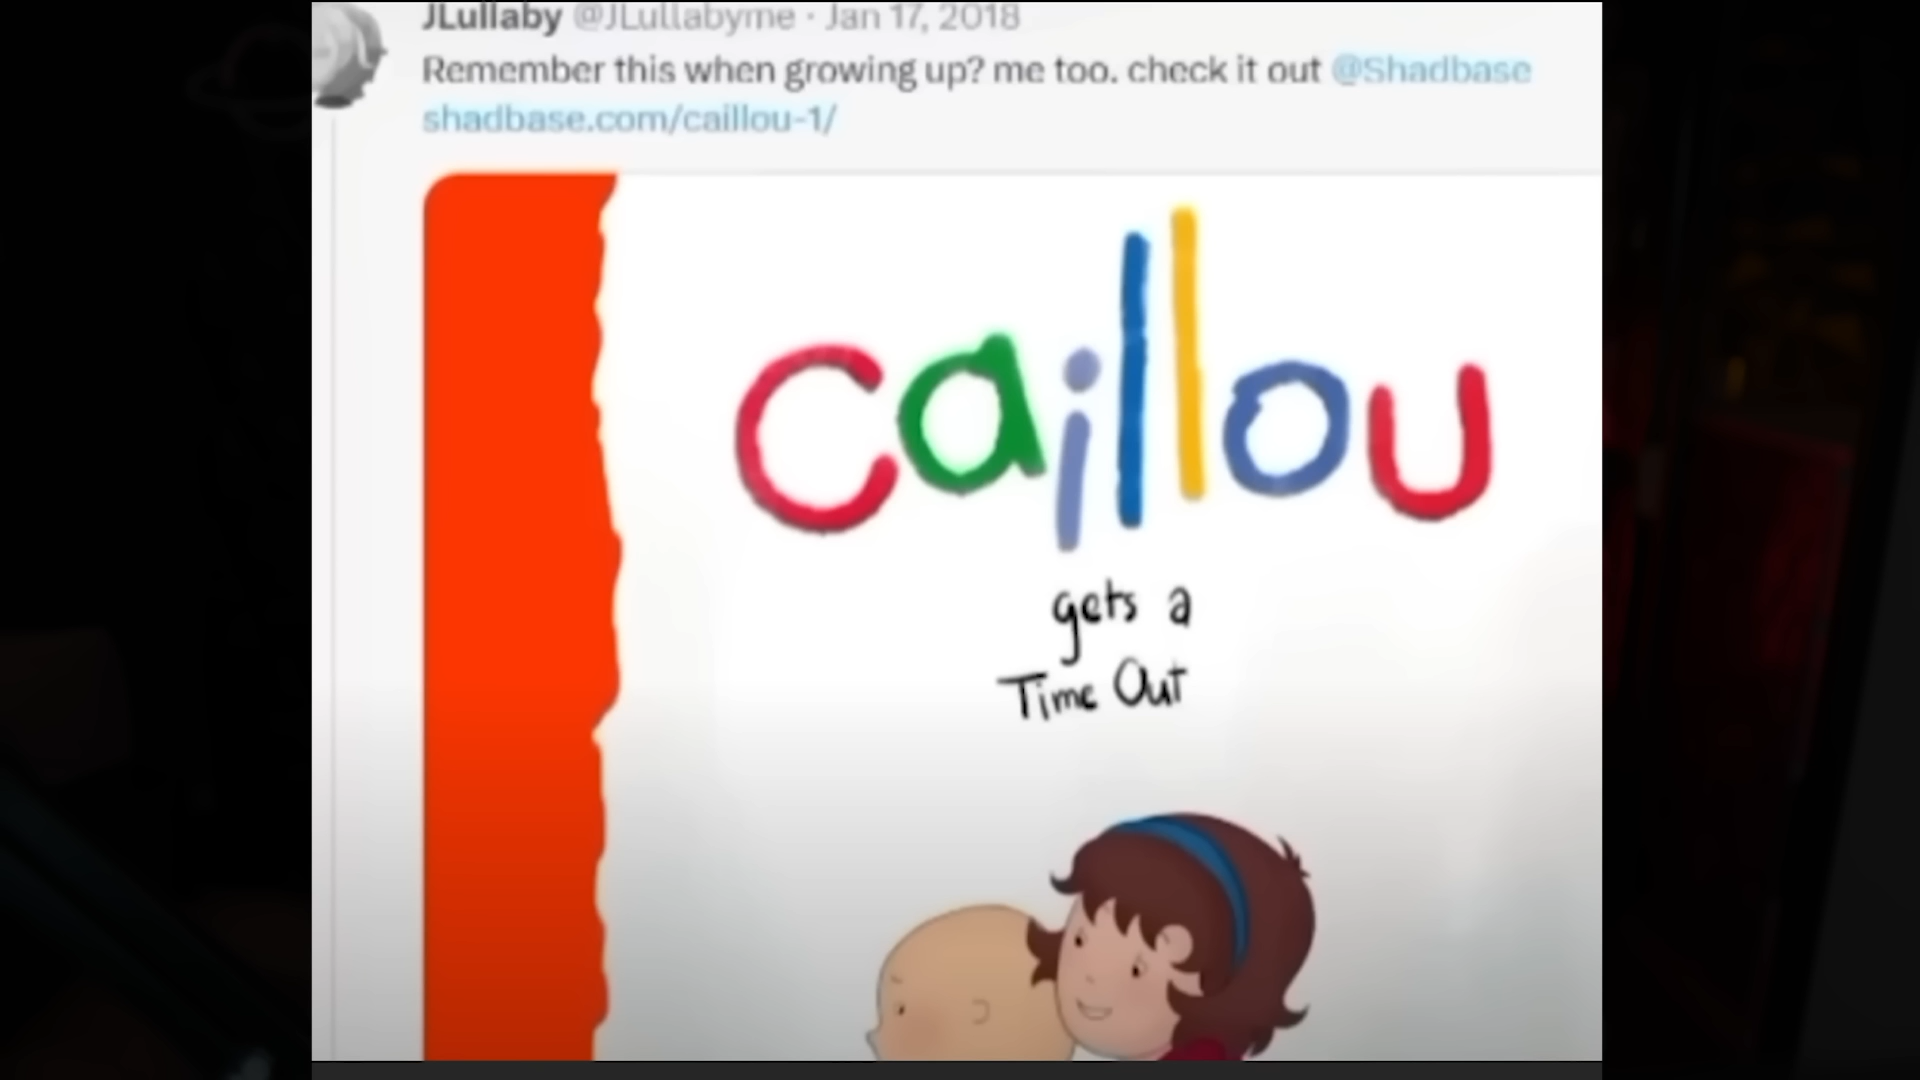 JLullaby @JLullabyme · Jan 17, 2018
Remember this when growing up? me too. check it out @Shadbase
shadbase.com/caillou-1/
caillou
gets a
Time Out